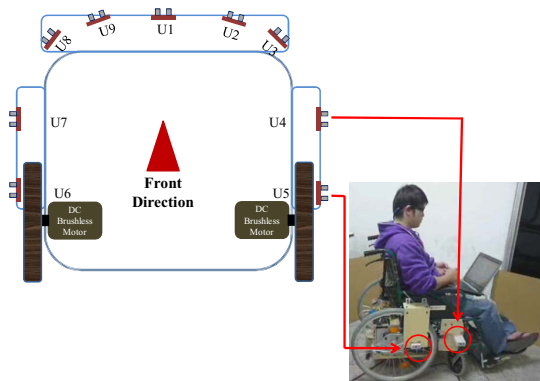 U8
U9
U1
U2
U3
U7
U4
U6
U5
Front
Direction
DC
Brushless
Motor
DC
Brushless
Motor